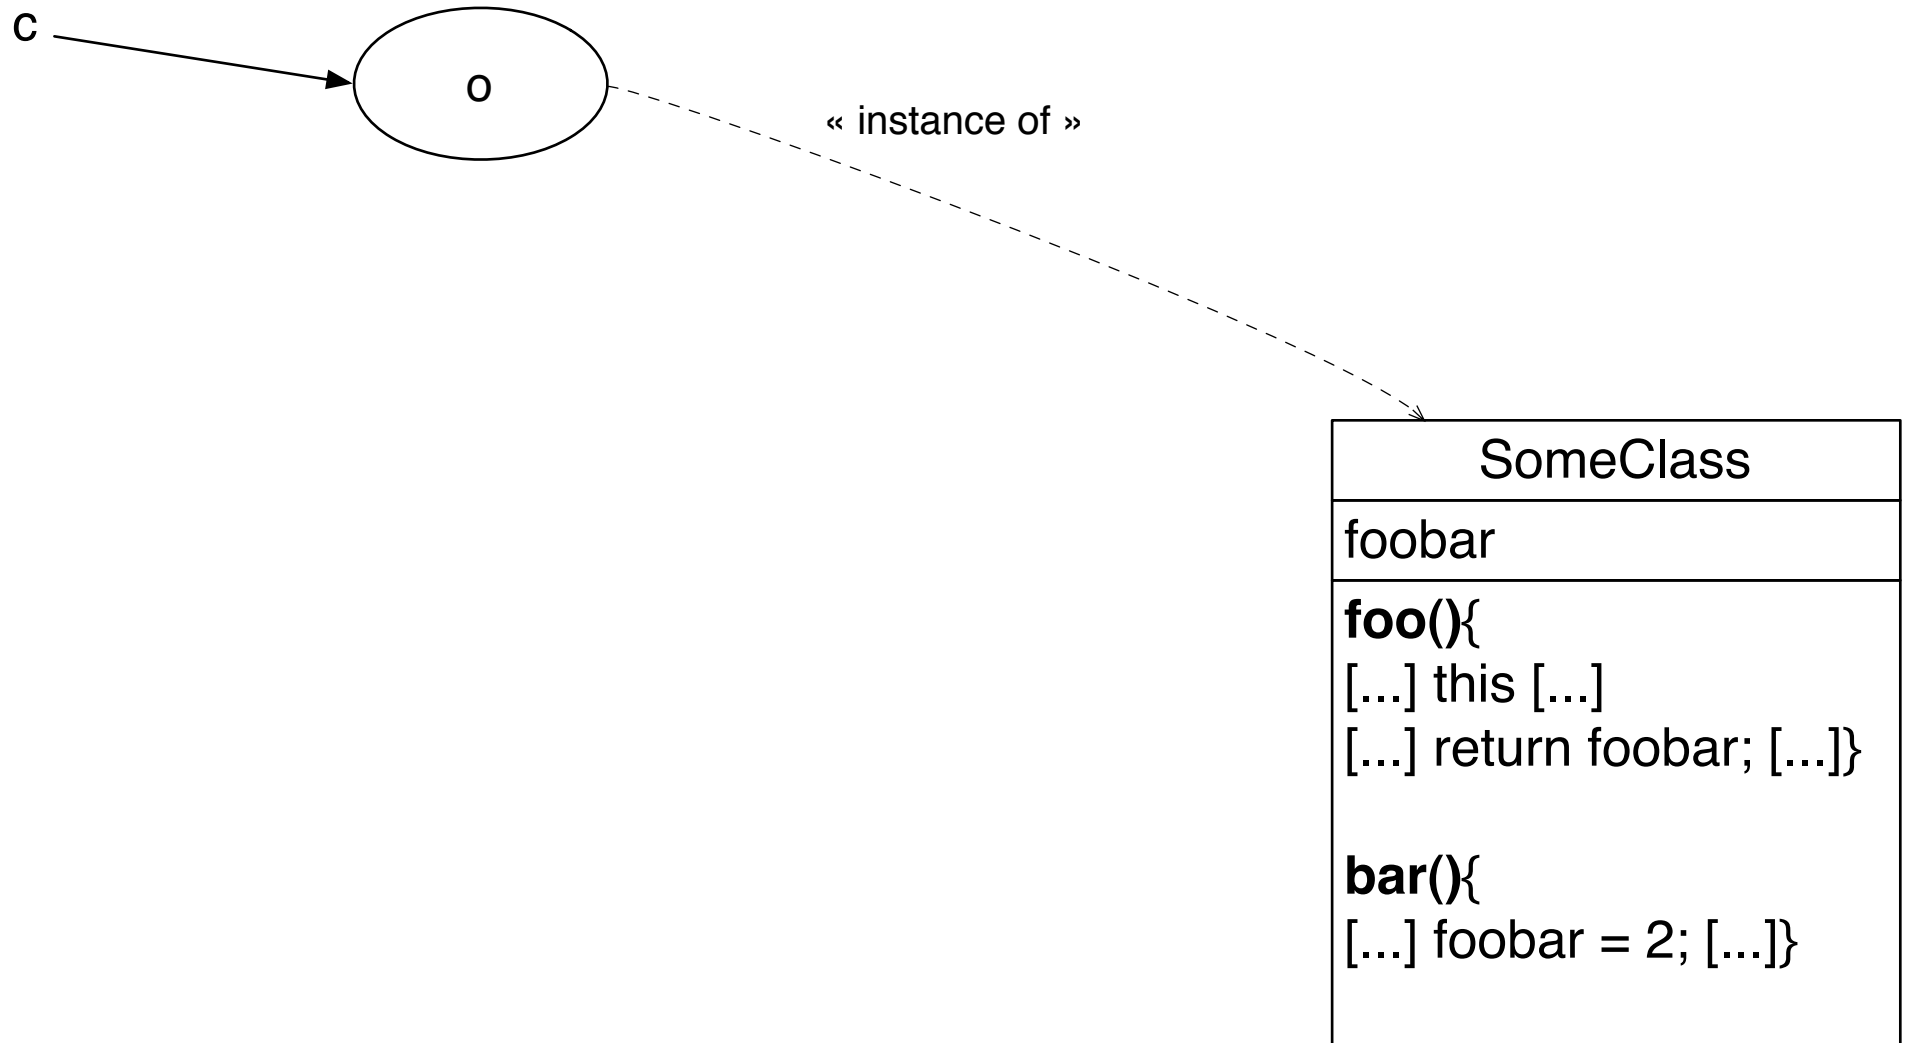 c
o
« instance of »
SomeClass
foobar
foo(){
[...] this [...]
[...] return foobar; [...]}
bar(){
[...] foobar = 2; [...]}